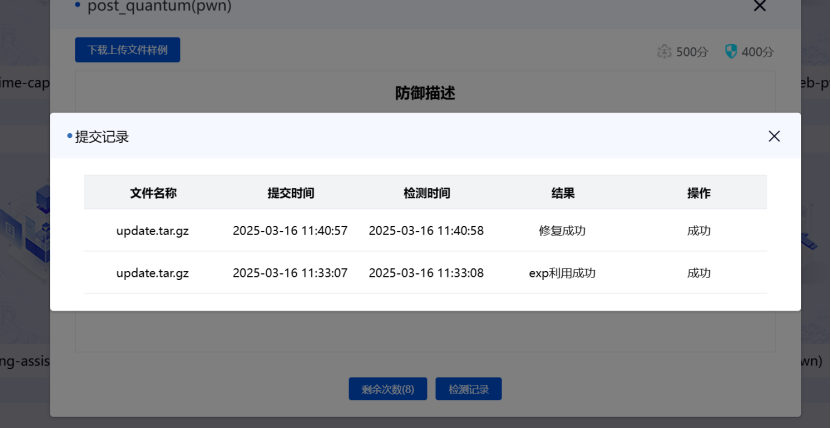 post_quantum(pwn)
下载上传文件样例
500分
400分
ime-cap
防御描述
eb-p
提交记录
文件名称 提交时间 检测时间 结果 操作
update.tar.gz 2025-03-16 11:40:57 2025-03-16 11:40:58 修复成功 成功
update.tar.gz 2025-03-16 11:33:07 2025-03-16 11:33:08 exp利用成功 成功
ng-assis
wn)
剩余次数(8) 检测记录